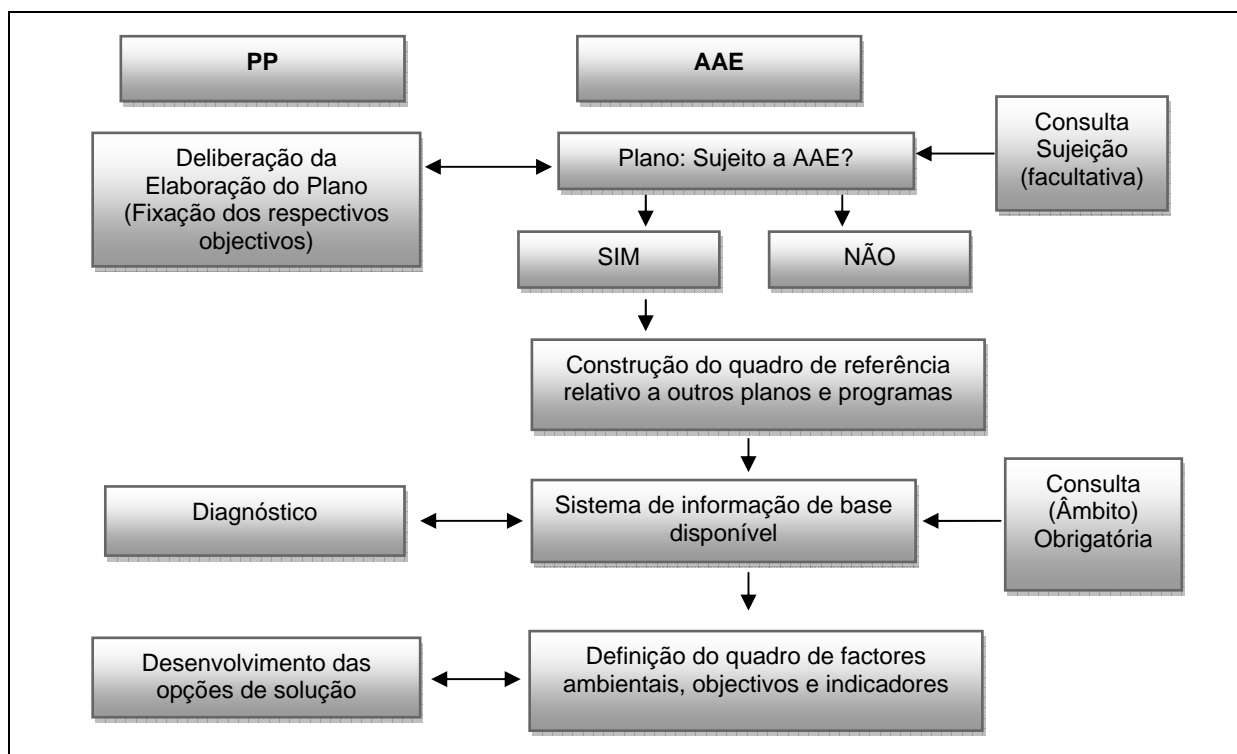 PP
AAE
Deliberação da
Elaboração do Plano
(Fixação dos respectivos
objectivos)
Plano: Sujeito a AAE?
Consulta
Sujeição
(facultativa)
SIM
NÃO
Construção do quadro de referência
relativo a outros planos e programas
Diagnóstico
Sistema de informação de base
disponível
Consulta
(Âmbito)
Obrigatória
Desenvolvimento das
opções de solução
Definição do quadro de factores
ambientais, objectivos e indicadores